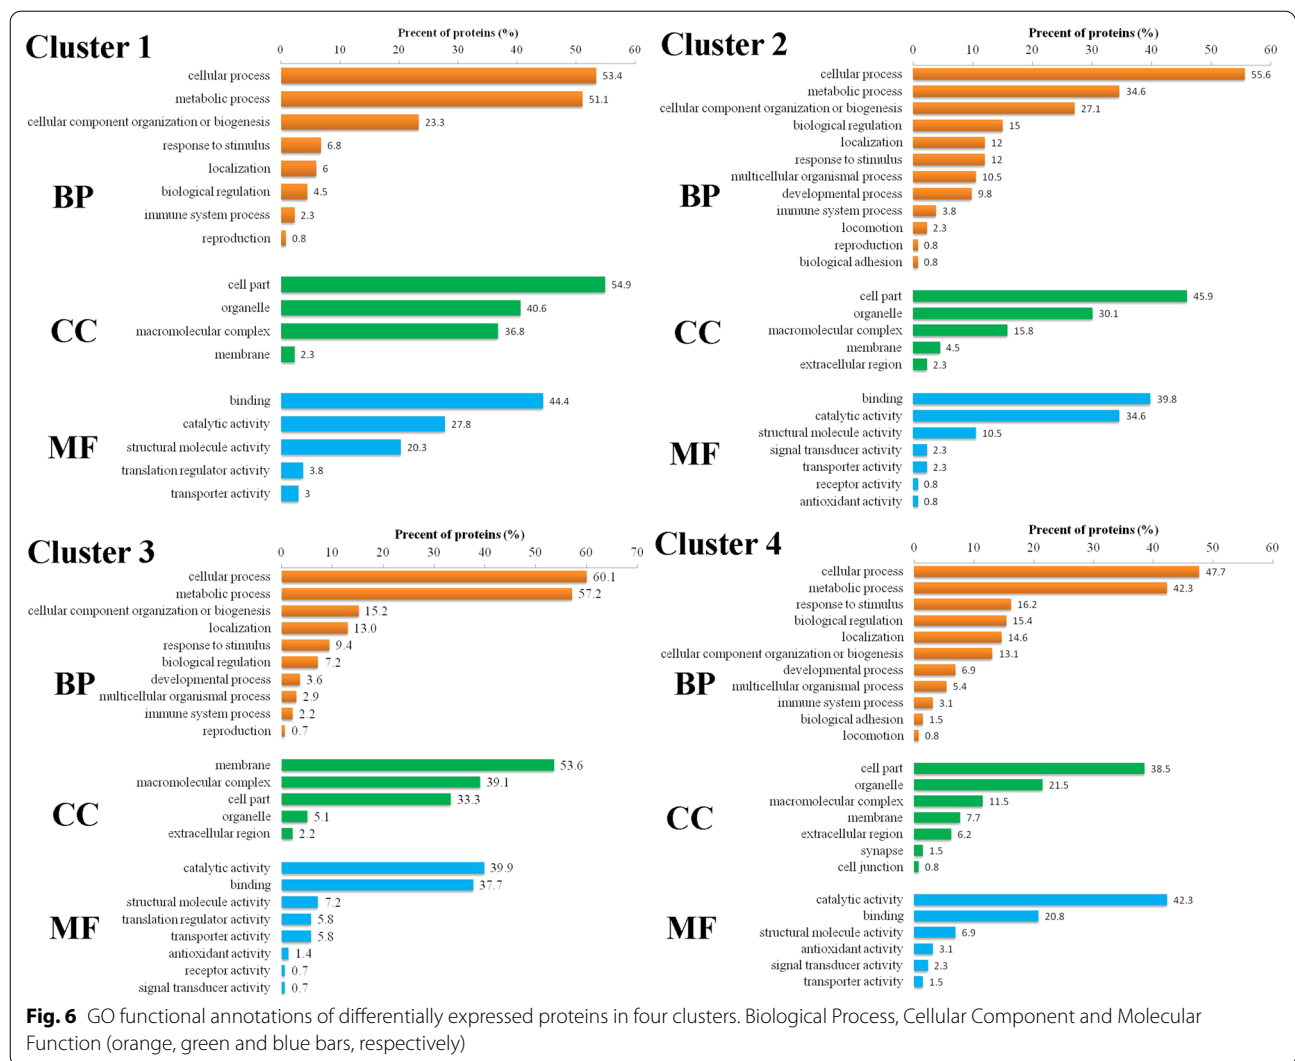 Cluster 1
Precent of proteins (%)
0 10 20 30 40 50 60
cellular process 53.4
metabolic process 51.1
cellular component organization or biogenesis 23.3
response to stimulus 6.8
localization 6
BP
biological regulation 4.5
immune system process 2.3
reproduction 0.8
cell part 54.9
organelle 40.6
CC
macromolecular complex 36.8
membrane 2.3
binding 44.4
catalytic activity 27.8
MF
structural molecule activity 20.3
translation regulator activity 3.8
transporter activity 3
Cluster 2
Precent of proteins (%)
0 10 20 30 40 50 60
cellular process 55.6
metabolic process 34.6
cellular component organization or biogenesis 27.1
biological regulation 15
localization 12
response to stimulus 12
multicellular organismal process 10.5
BP
developmental process 9.8
immune system process 3.8
locomotion 2.3
reproduction 0.8
biological adhesion 0.8
cell part 45.9
organelle 30.1
CC
macromolecular complex 15.8
membrane 4.5
extracellular region 2.3
binding 39.8
catalytic activity 34.6
structural molecule activity 10.5
MF
signal transducer activity 2.3
transporter activity 2.3
receptor activity 0.8
antioxidant activity 0.8
Cluster 3
Precent of proteins (%)
0 10 20 30 40 50 60 70
cellular process 60.1
metabolic process 57.2
cellular component organization or biogenesis 15.2
localization 13.0
response to stimulus 9.4
biological regulation 7.2
BP
developmental process 3.6
multicellular organismal process 2.9
immune system process 2.2
reproduction 0.7
membrane 53.6
macromolecular complex 39.1
cell part 33.3
CC
organelle 5.1
extracellular region 2.2
catalytic activity 39.9
binding 37.7
structural molecule activity 7.2
translation regulator activity 5.8
MF
transporter activity 5.8
antioxidant activity 1.4
receptor activity 0.7
signal transducer activity 0.7
Cluster 4
Precent of proteins (%)
0 10 20 30 40 50 60
cellular process 47.7
metabolic process 42.3
response to stimulus 16.2
biological regulation 15.4
localization 14.6
cellular component organization or biogenesis 13.1
developmental process 6.9
BP
multicellular organismal process 5.4
immune system process 3.1
biological adhesion 1.5
locomotion 0.8
cell part 38.5
organelle 21.5
macromolecular complex 11.5
CC
membrane 7.7
extracellular region 6.2
synapse 1.5
cell junction 0.8
catalytic activity 42.3
binding 20.8
MF
structural molecule activity 6.9
antioxidant activity 3.1
signal transducer activity 2.3
transporter activity 1.5
Fig. 6 GO functional annotations of differentially expressed proteins in four clusters. Biological Process, Cellular Component and Molecular
Function (orange, green and blue bars, respectively)